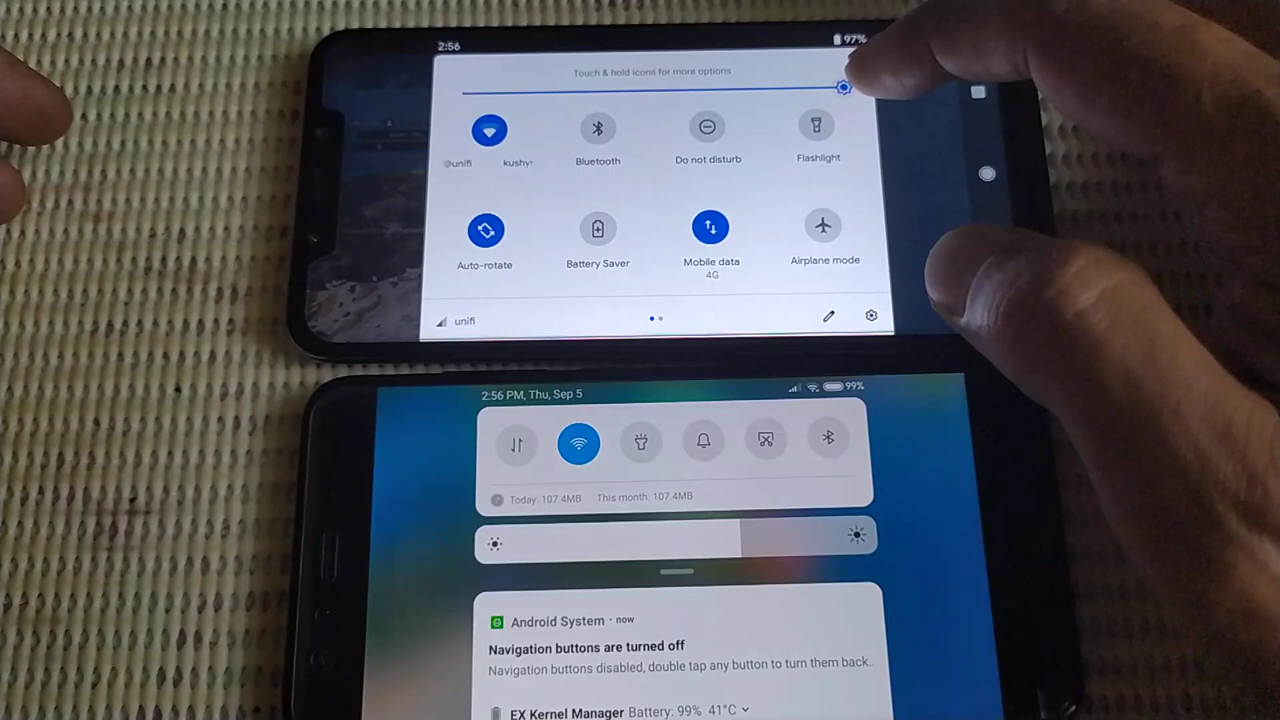 2:56
97%
Touch & hold icons for more options
@unifi kushy
Bluetooth
Do not disturb
Flashlight
Auto-rotate
Battery Saver
Mobile data
4G
Airplane mode
unifi
2:56 PM, Thu, Sep 5
99%
Today: 107.4MB This month: 107.4MB
Android System · now
Navigation buttons are turned off
Navigation buttons disabled, double tap any button to turn them back..
EX Kernel Manager Battery: 99% 41°C